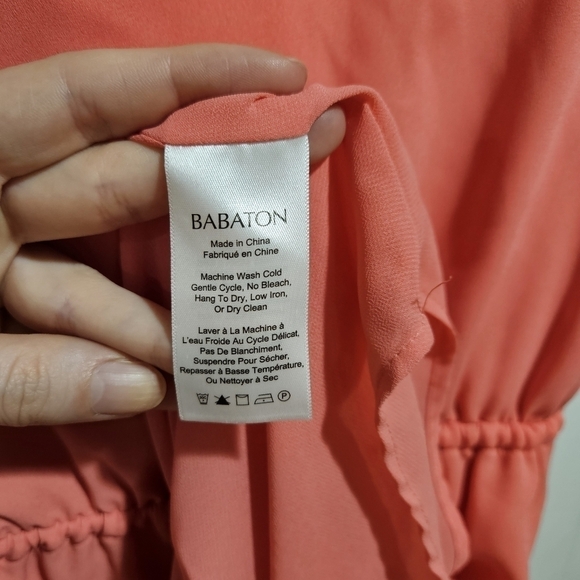 BABATON
Made in China
Fabriqué en Chine
Machine Wash Cold
Gentle Cycle, No Bleach,
Hang To Dry, Low Iron,
Or Dry Clean
Laver à La Machine à
L'eau Froide Au Cycle Délicat,
Pas De Blanchiment,
Suspendre Pour Sécher,
Repasser à Basse Température,
Ou Nettoyer à Sec
P